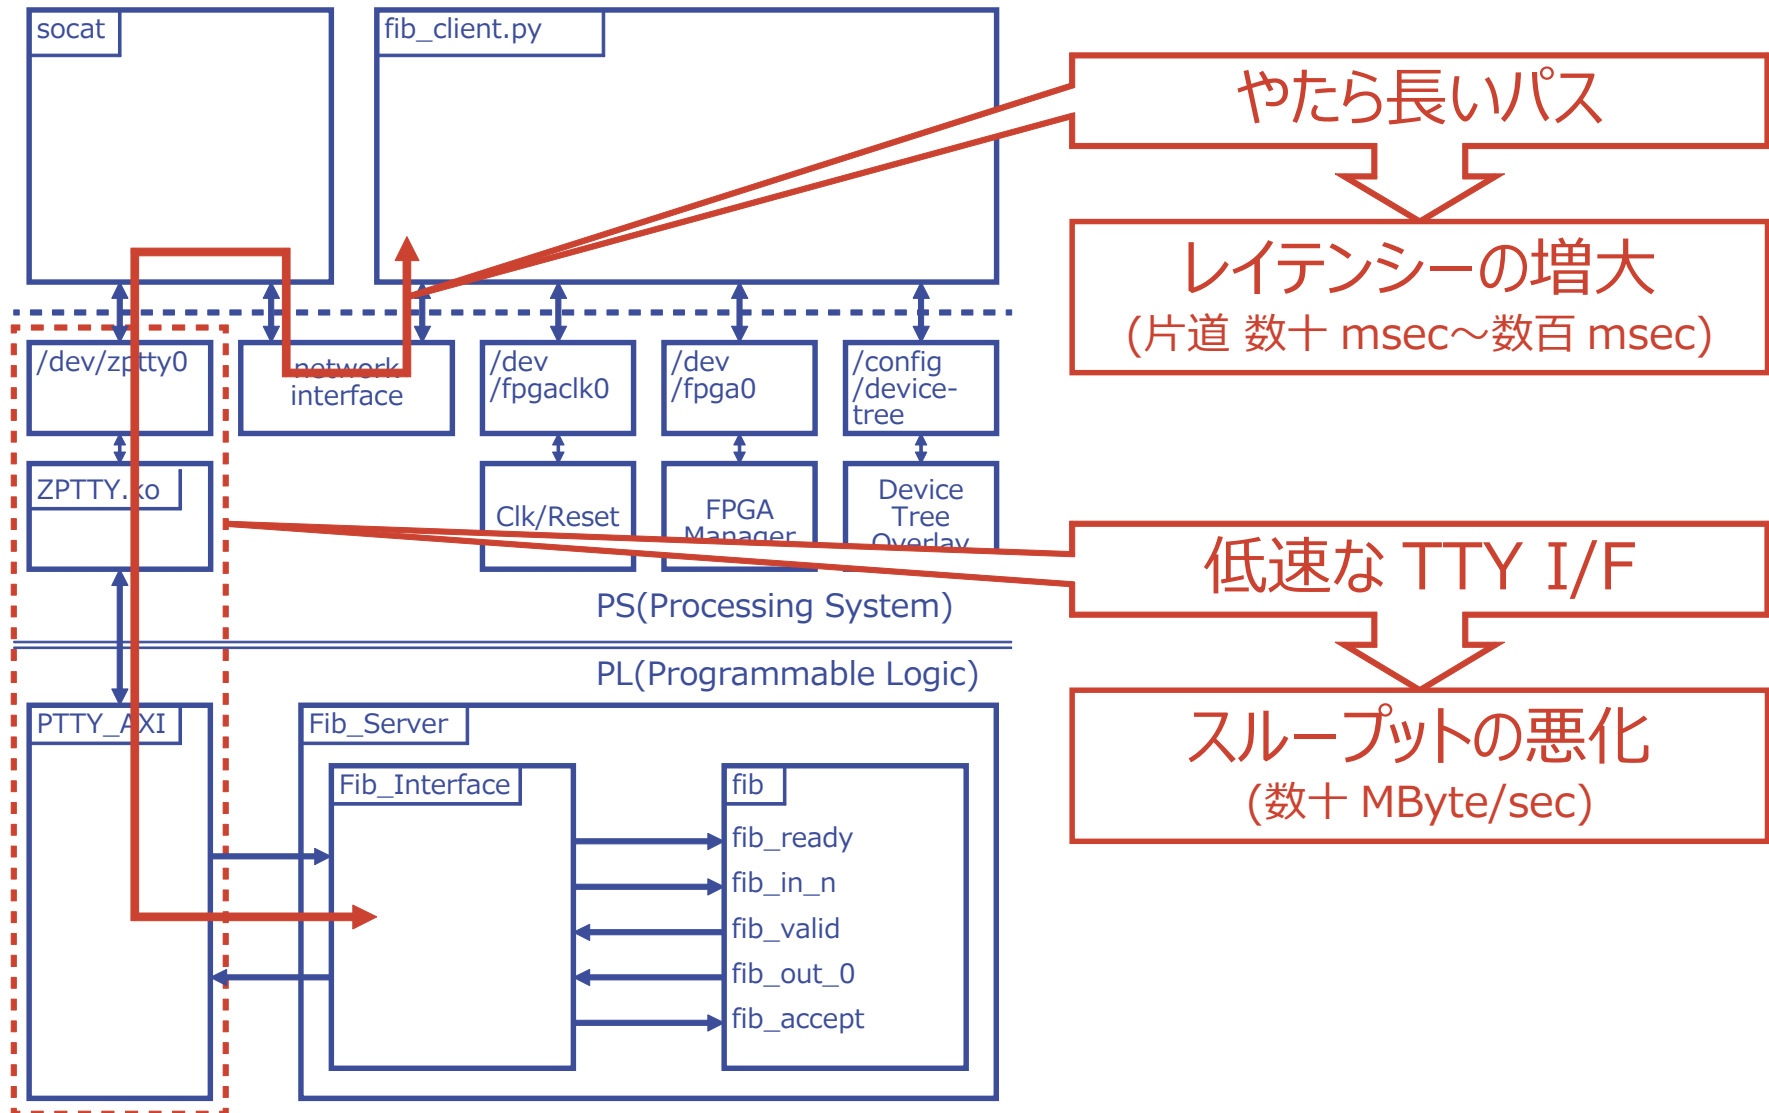 socat
fib_client.py
やたら長いパス
レイテンシーの増大
(片道 数十 msec～数百 msec)
/dev/zptty0
network
interface
/dev
/fpgaclk0
/dev
/fpga0
/config
/device-
tree
ZPTTY.ko
Clk/Reset
FPGA
Manager
Device
Tree
Overlay
低速な TTY I/F
PS(Processing System)
PL(Programmable Logic)
スループットの悪化
(数十 MByte/sec)
PTTY_AXI
Fib_Server
Fib_Interface
fib
fib_ready
fib_in_n
fib_valid
fib_out_0
fib_accept